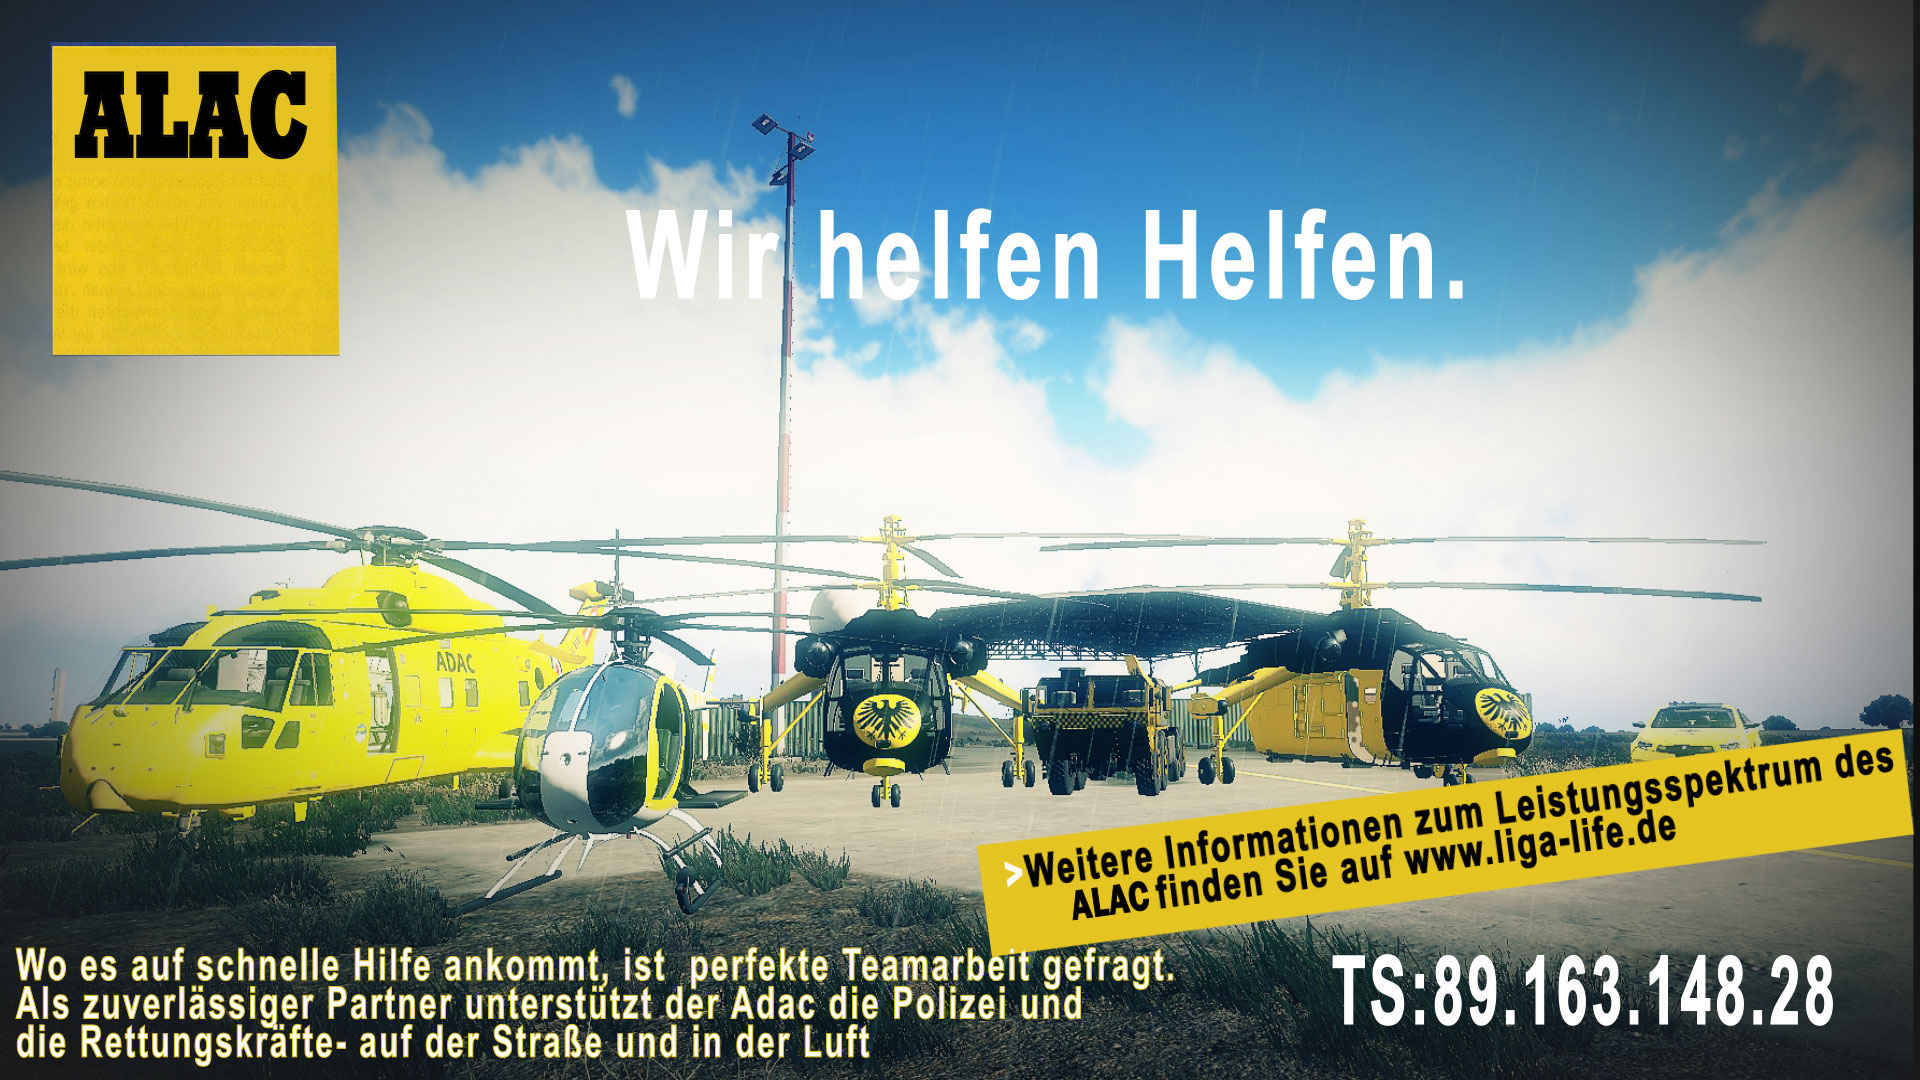 ALAC
Wir helfen Helfen.
ADAC
>Weitere Informationen zum Leistungsspektrum des
ALAC finden Sie auf www.liga-life.de
Wo es auf schnelle Hilfe ankommt, ist perfekte Teamarbeit gefragt.
Als zuverlässiger Partner unterstützt der Adac die Polizei und
die Rettungskräfte- auf der Straße und in der Luft
TS:89.163.148.28